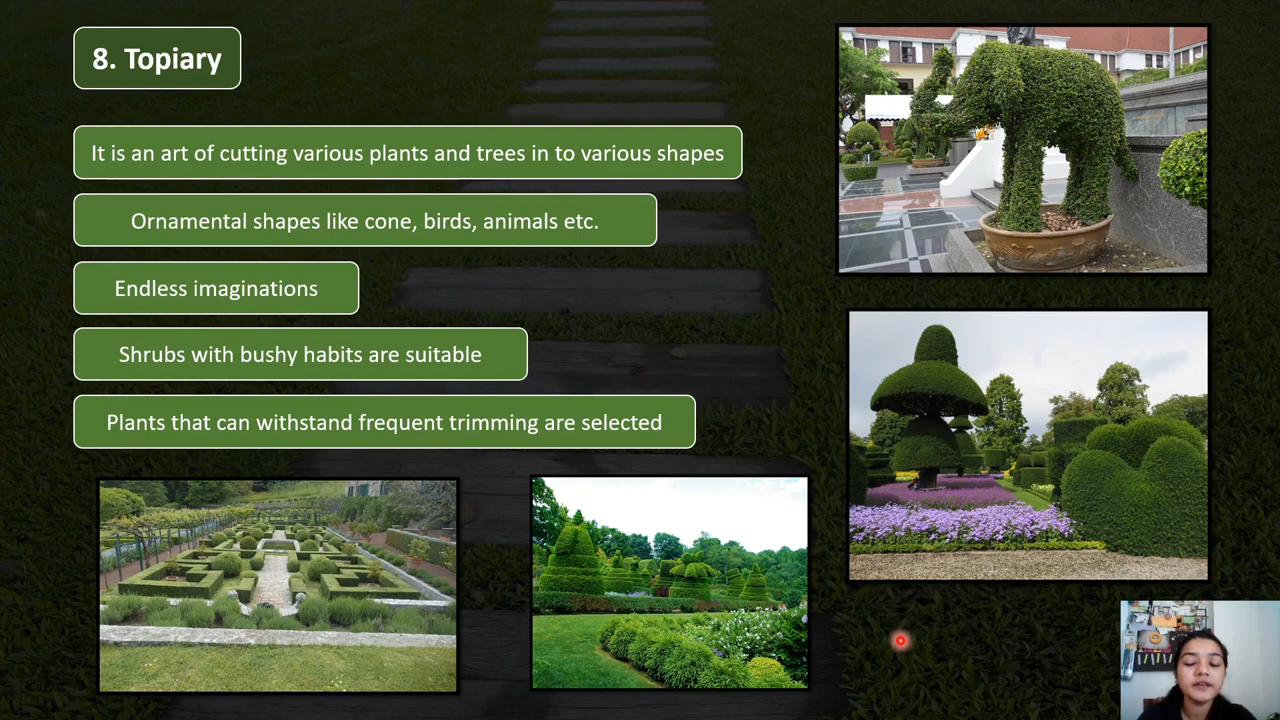 8. Topiary
It is an art of cutting various plants and trees in to various shapes
Ornamental shapes like cone, birds, animals etc.
Endless imaginations
Shrubs with bushy habits are suitable
Plants that can withstand frequent trimming are selected